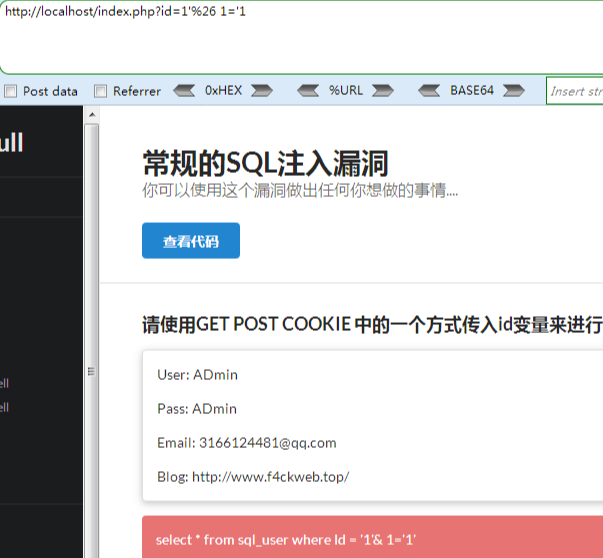 http://localhost/index.php?id=1'%26 1='1
Post data Referrer 0xHEX %URL BASE64 Insert str
ull
常规的SQL注入漏洞
你可以使用这个漏洞做出任何你想做的事情....
查看代码
请使用GET POST COOKIE 中的一个方式传入id变量来进行
User: ADmin
Pass: ADmin
ell
ell
Email: 3166124481@qq.com
Blog: http://www.f4ckweb.top/
select * from sql_user where Id = '1'& 1='1'